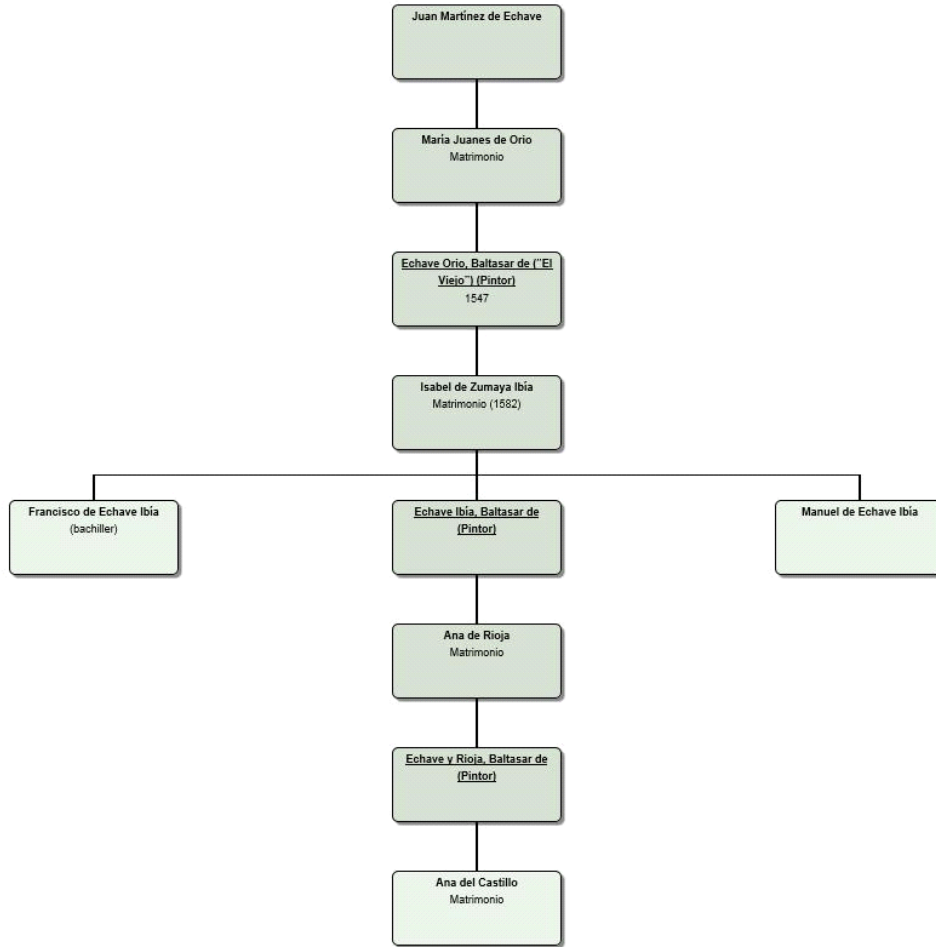 Juan Martínez de Echave
María Juanes de Orio
Matrimonio
Echave Orio, Baltasar de ("El
Viejo") (Pintor)
1547
Isabel de Zumaya Ibía
Matrimonio (1582)
Francisco de Echave Ibía
(bachiller)
Echave Ibía, Baltasar de
(Pintor)
Manuel de Echave Ibía
Ana de Rioja
Matrimonio
Echave y Rioja, Baltasar de
(Pintor)
Ana del Castillo
Matrimonio